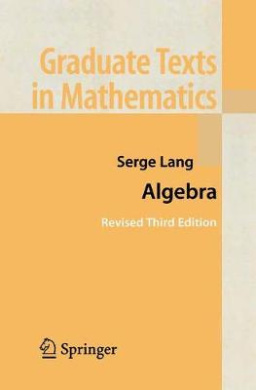 Graduate Texts
in Mathematics
Serge Lang
Algebra
Revised Third Edition
Springer